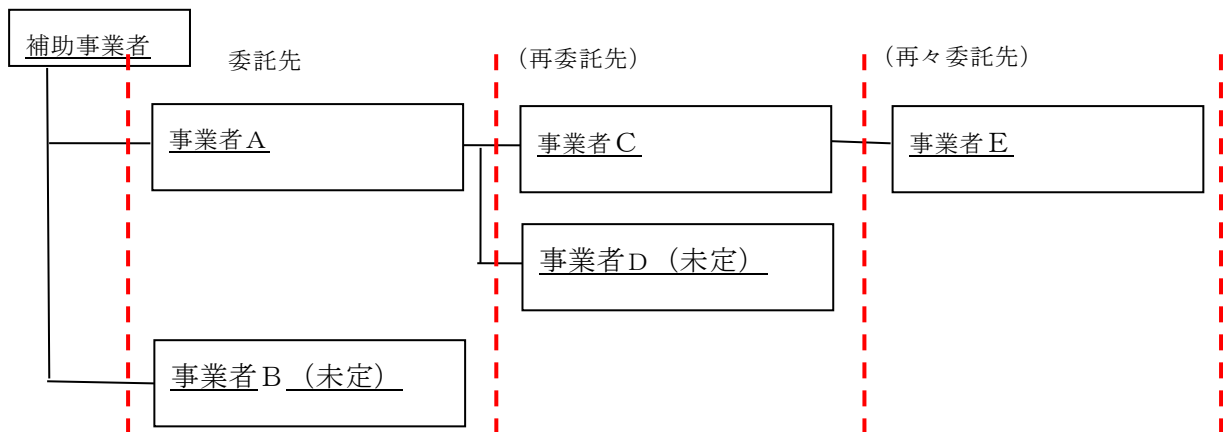 補助事業者
委託先
(再委託先)
(再々委託先)
事業者A
事業者C
事業者E
事業者D（未定）
事業者B（未定）